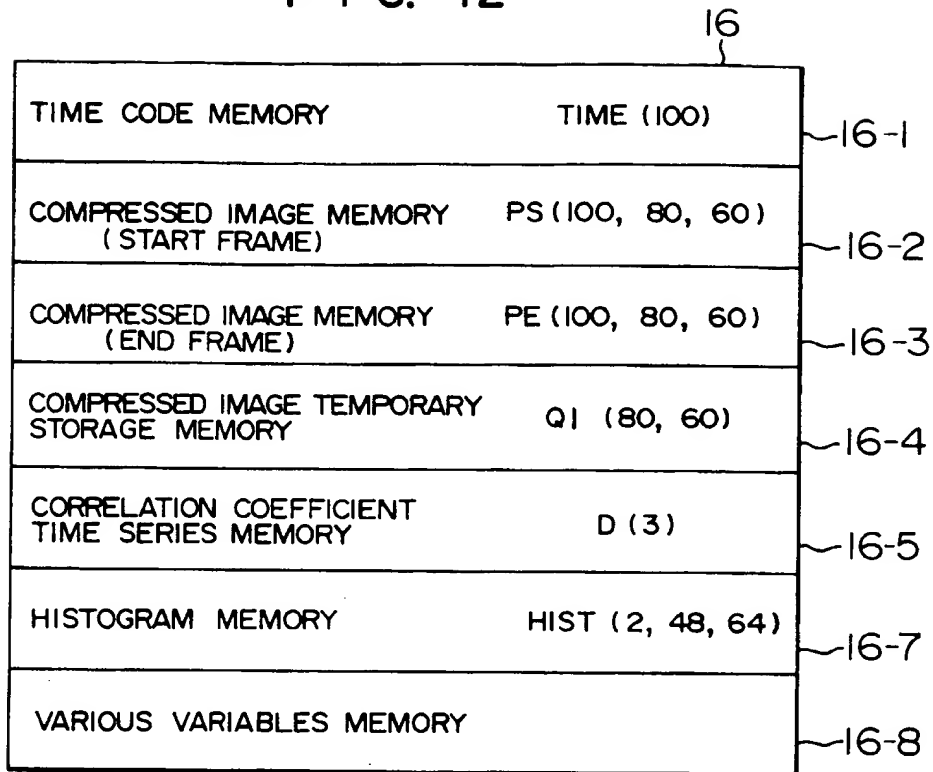 16
TIME CODE MEMORY TIME (100)
16-1
COMPRESSED IMAGE MEMORY PS (100, 80, 60)
(START FRAME)
16-2
COMPRESSED IMAGE MEMORY PE (100, 80, 60)
(END FRAME)
16-3
COMPRESSED IMAGE TEMPORARY
STORAGE MEMORY Q1 (80, 60)
16-4
CORRELATION COEFFICIENT
TIME SERIES MEMORY D (3)
16-5
HISTOGRAM MEMORY HIST (2, 48, 64)
16-7
VARIOUS VARIABLES MEMORY
16-8